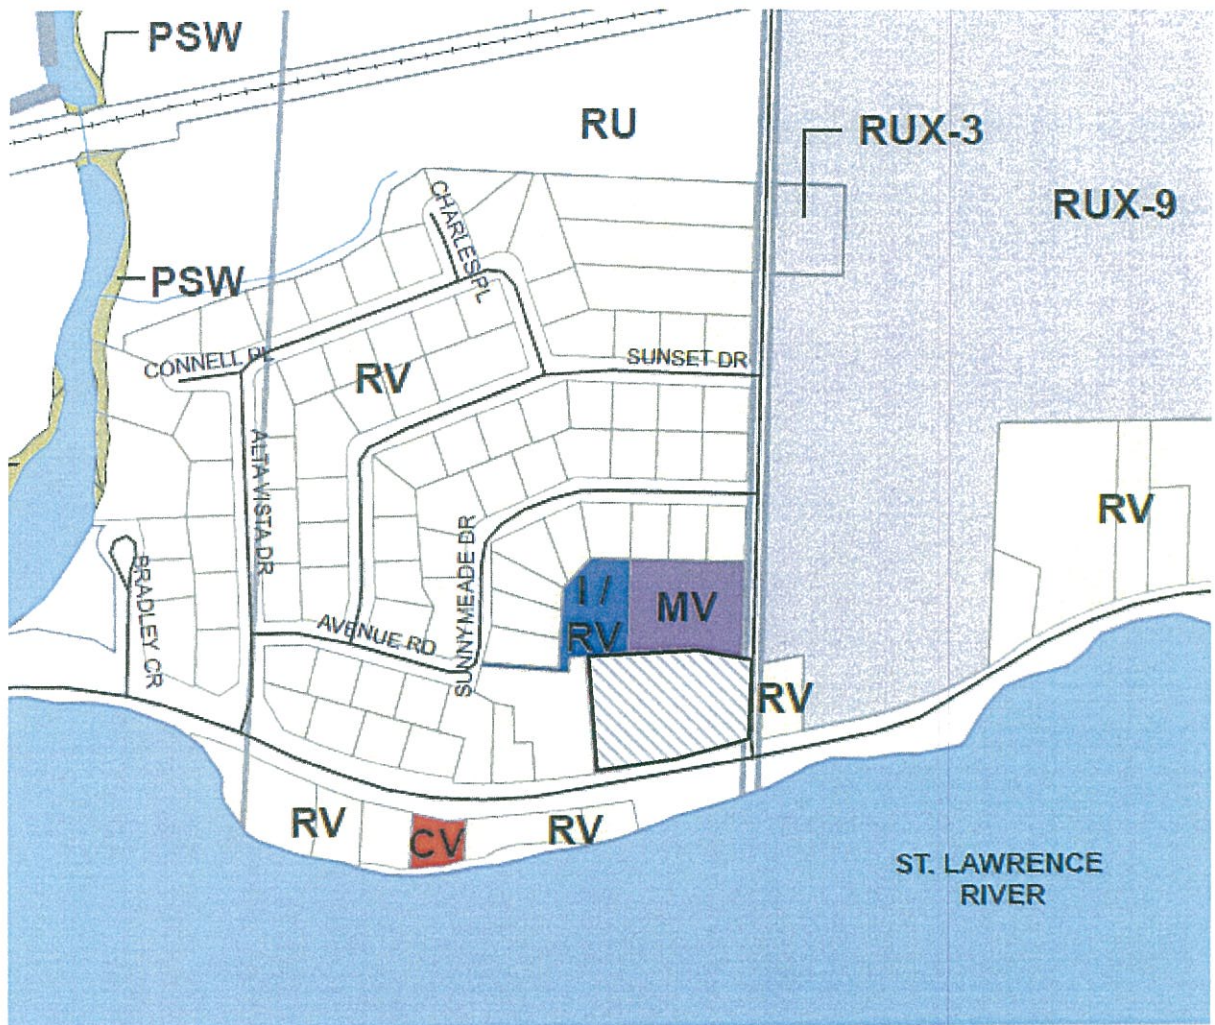 PSW
RU
RUX-3
RUX-9
CHARLES PL
PSW
CONNELL PL
RV
SUNSET DR
ALTA VISTA DR
RV
SUNNYMEADE DR
BRADLEY CR
I /
RV
MV
AVENUE RD
RV
RV
CV
RV
ST. LAWRENCE
RIVER